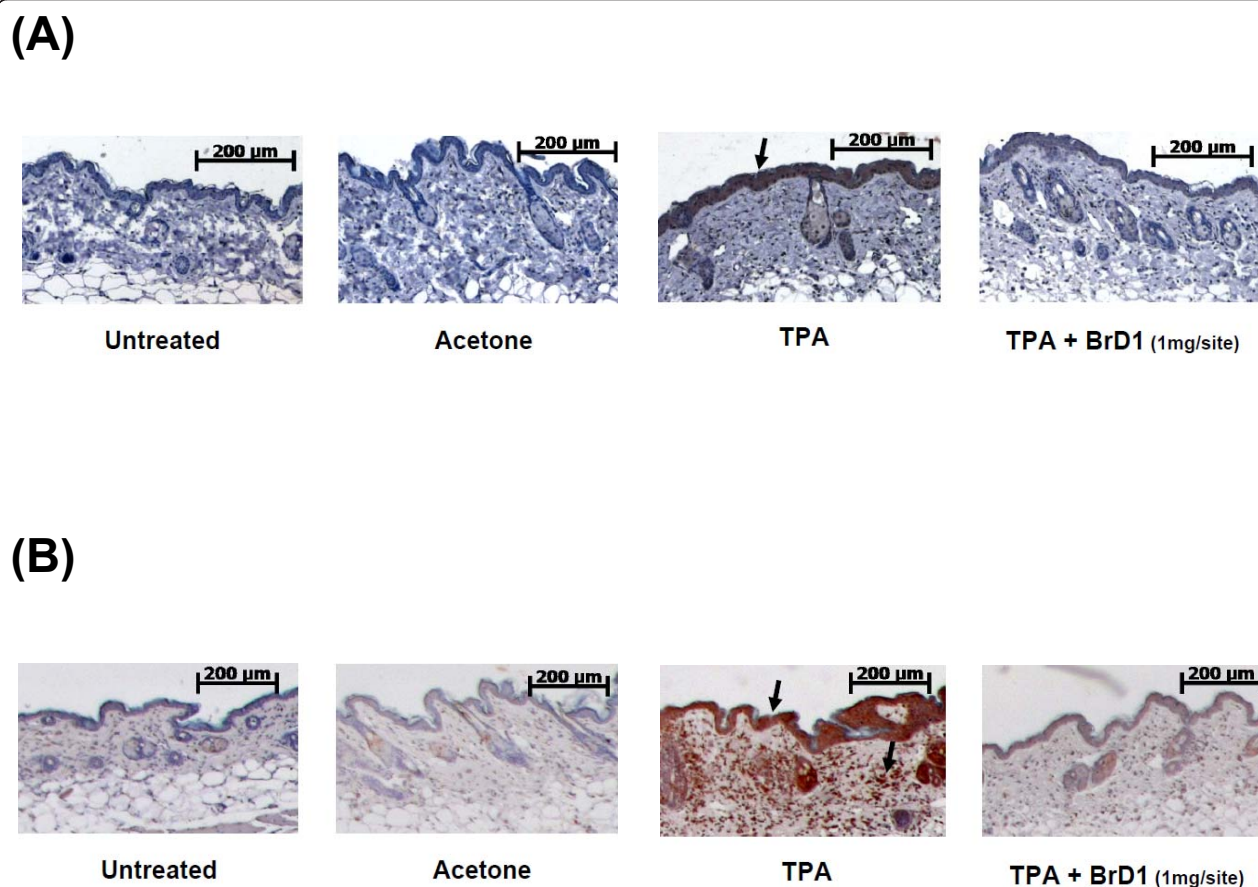 (A)
200 µm
200 µm
200 µm
200 µm
Untreated
Acetone
TPA
TPA + BrD1 (1mg/site)
(B)
200 µm
200 µm
200 µm
200 µm
Untreated
Acetone
TPA
TPA + BrD1 (1mg/site)